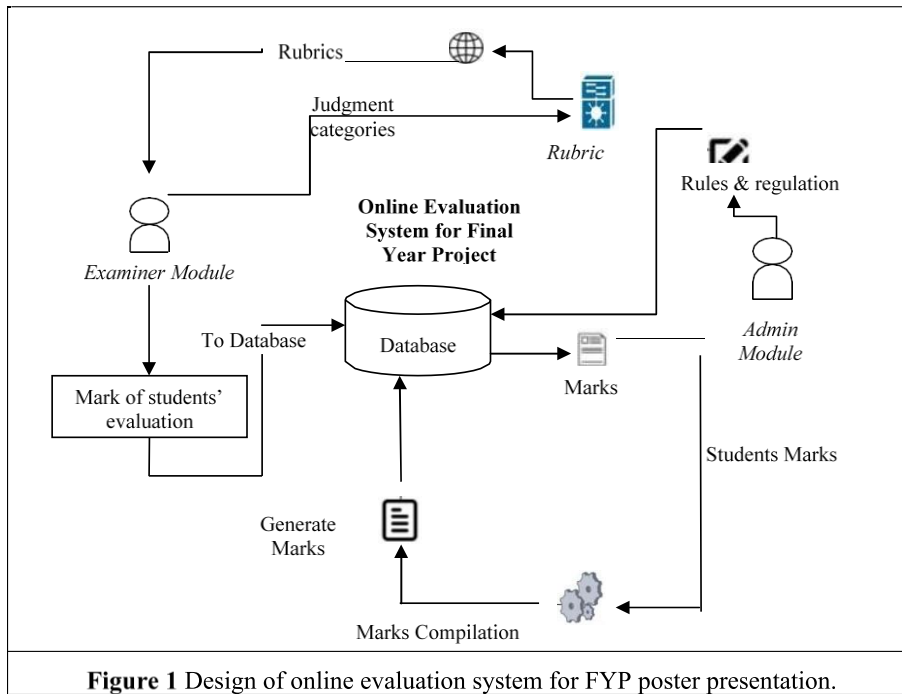 Rubrics
Judgment
categories
Rubric
Rules & regulation
Online Evaluation
System for Final
Year Project
Examiner Module
Admin
Module
To Database
Database
Marks
Mark of students’
evaluation
Students Marks
Generate
Marks
Marks Compilation
Figure 1 Design of online evaluation system for FYP poster presentation.